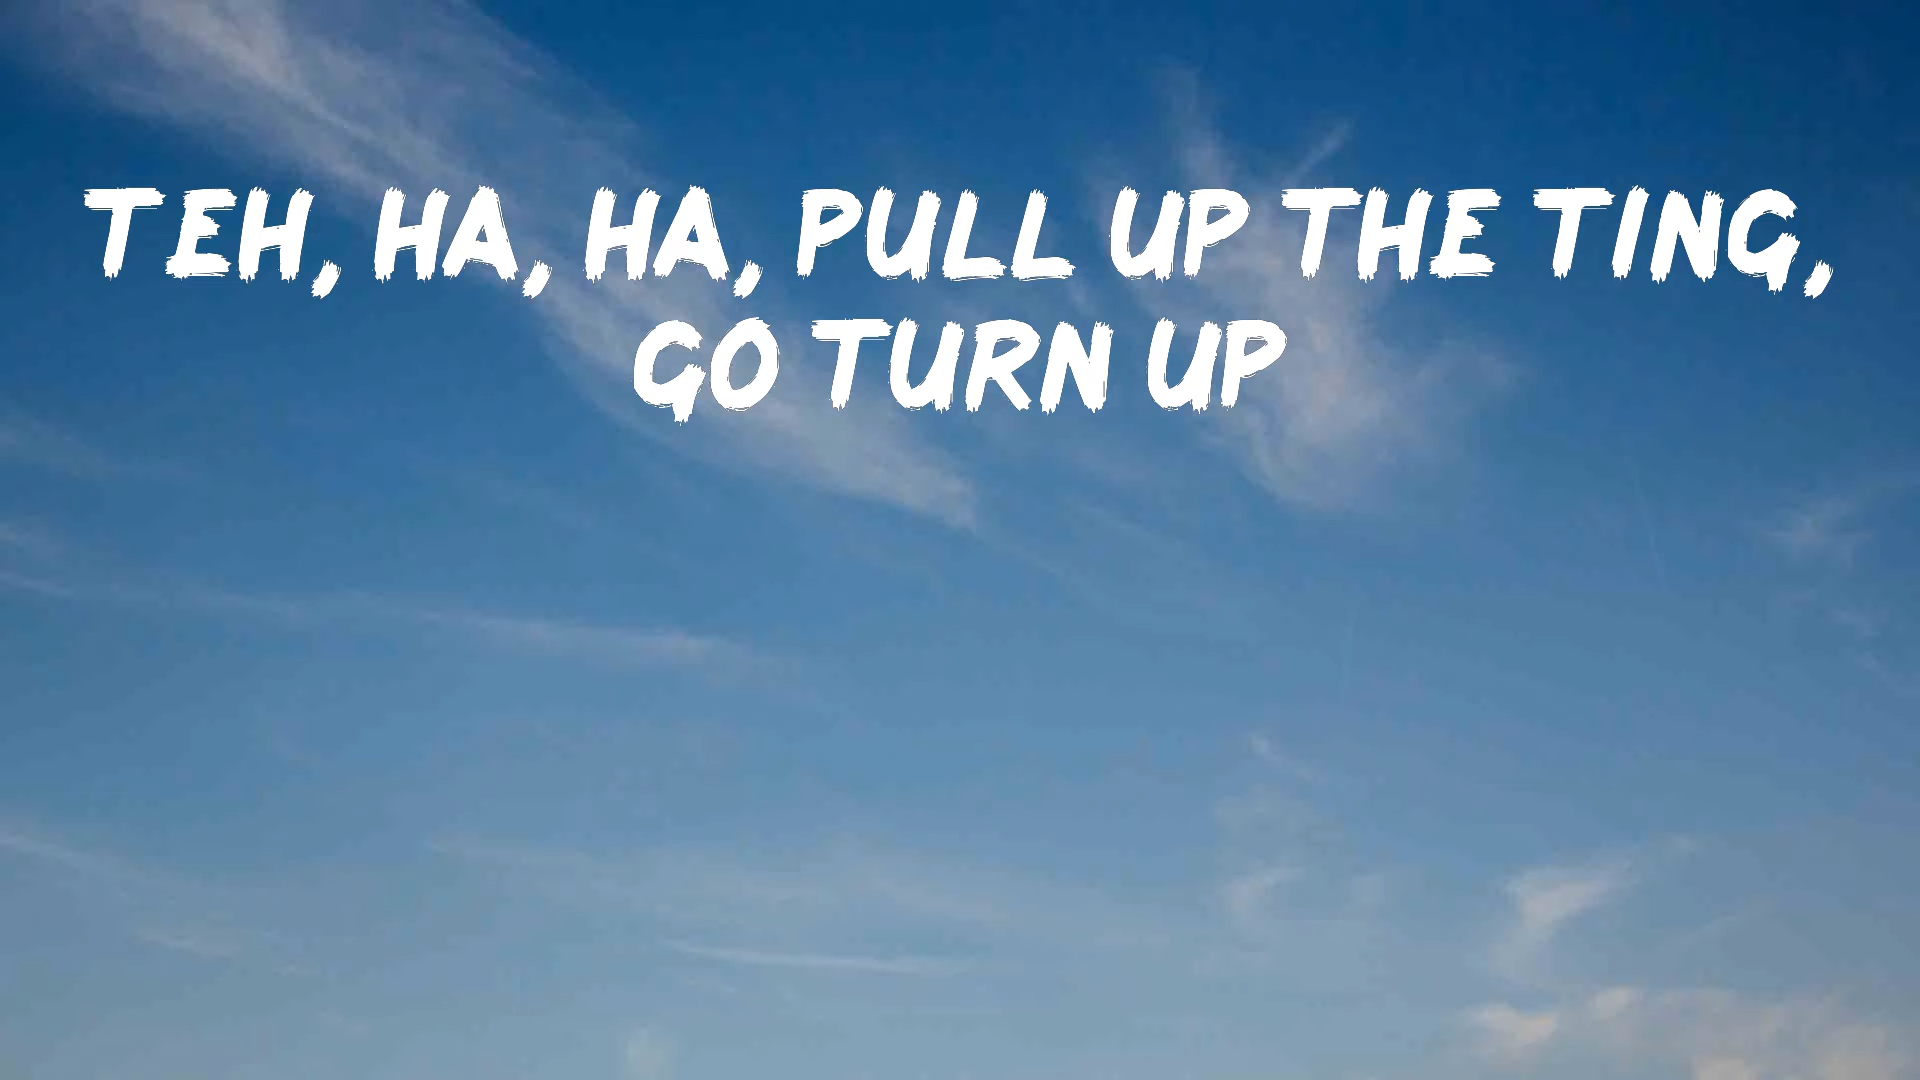 TEH, HA, HA, PULL UP THE TING,
GO TURN UP